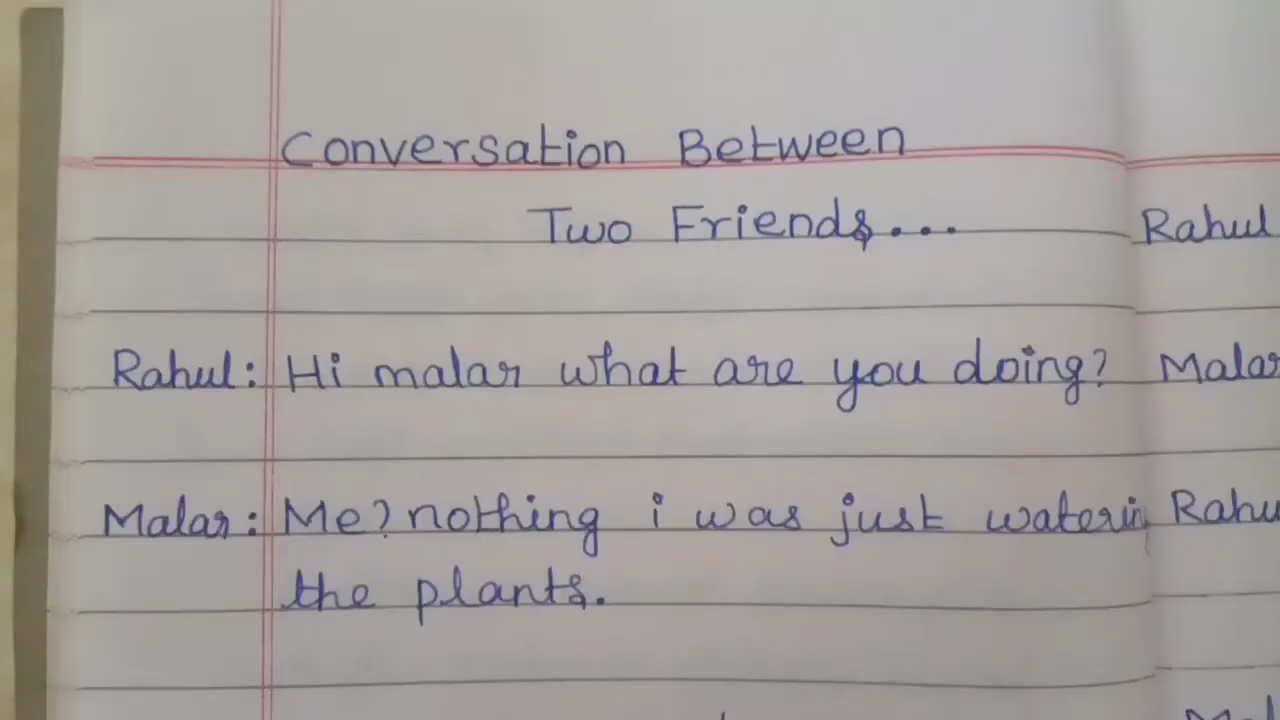 Conversation Between
Two Friends...
Rahul: Hi malar what are you doing?
Malar: Me? nothing i was just waterin
the plants.
Rahul
Malar